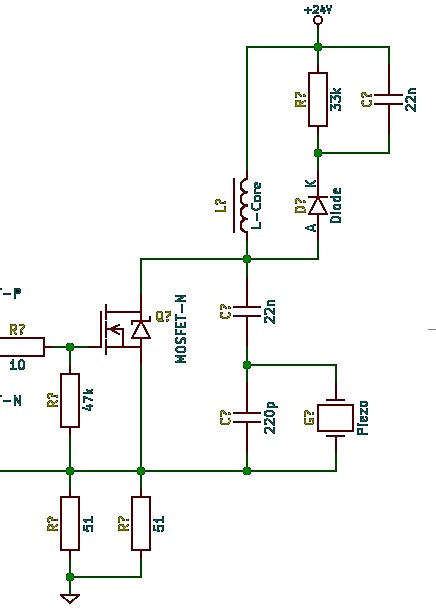 +24V
R?
33k
C?
22n
K
D?
Diode
A
L?
L-Core
T-P
C?
22n
Q?
MOSFET-N
R?
10
T-N
R?
47k
C?
220p
G?
Piezo
R?
51
R?
51